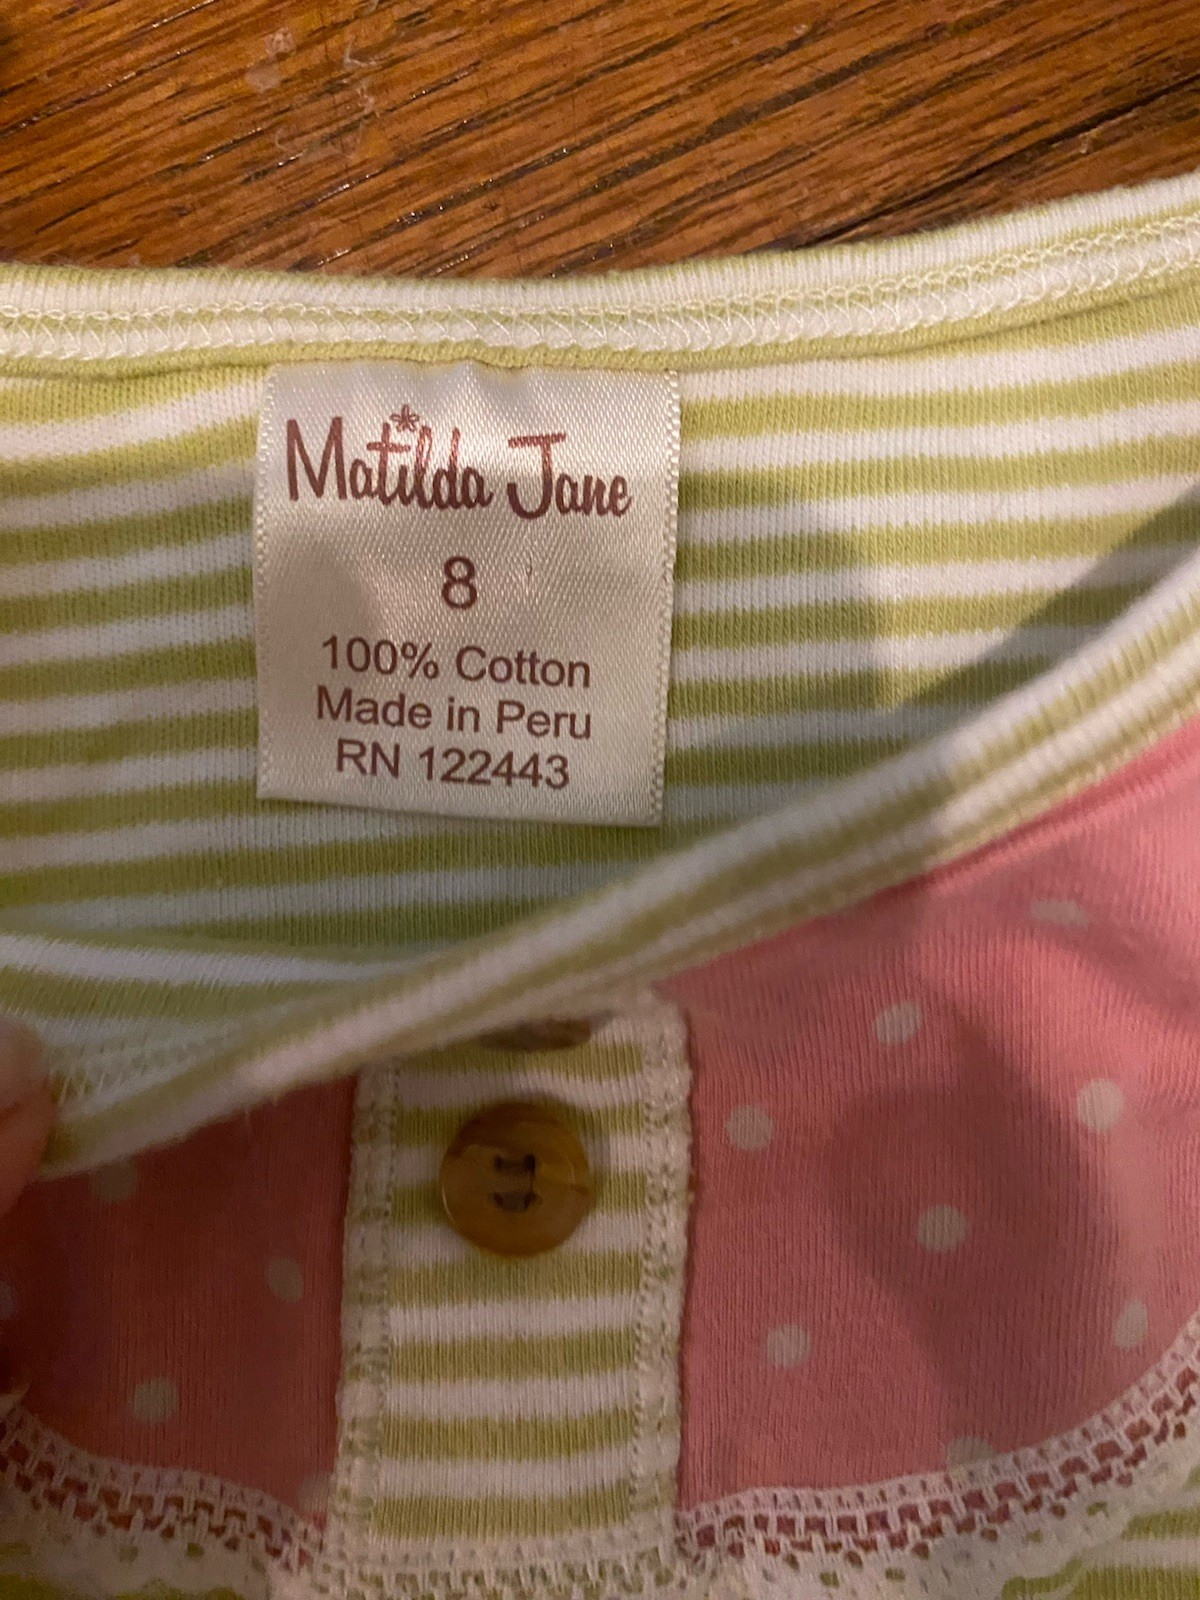 Matilda Jane
8
100% Cotton
Made in Peru
RN 122443